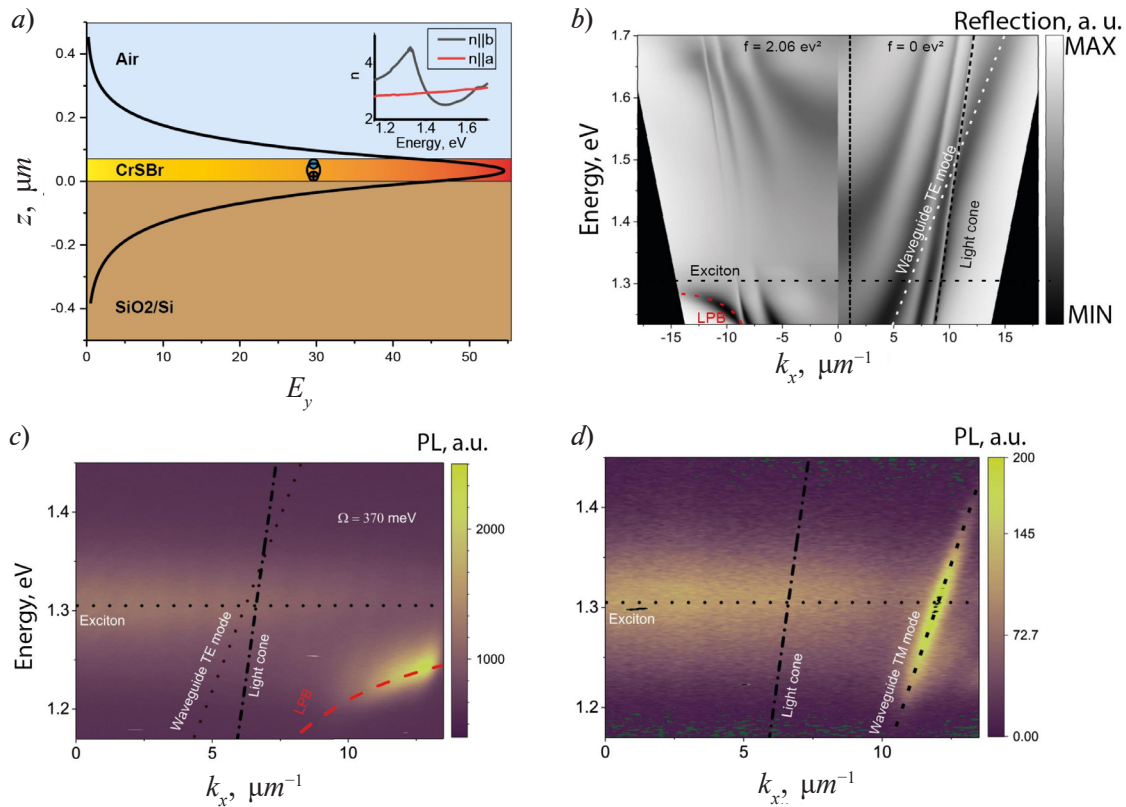 a)
0.4
0.2
0.0
-0.2
-0.4
z, μm
Air
CrSBr
SiO2/Si
n||b
n||a
n
4
2
1.2
1.4
1.6
Energy, eV
0
10
20
30
40
50
E_y
b)
Reflection, a. u.
MAX
MIN
f = 2.06 ev²
f = 0 ev²
1.7
1.6
1.5
1.4
1.3
Energy, eV
Exciton
LPB
Waveguide TE mode
Light cone
-15
-10
-5
0
5
10
15
k_x, μm⁻¹
c)
PL, a.u.
2000
1000
Ω = 370 meV
1.4
1.3
1.2
Energy, eV
Exciton
Waveguide TE mode
Light cone
LPB
0
5
10
k_x, μm⁻¹
d)
PL, a.u.
200
145
72.7
0.00
1.4
1.3
1.2
Exciton
Light cone
Waveguide TM mode
0
5
10
k_x, μm⁻¹